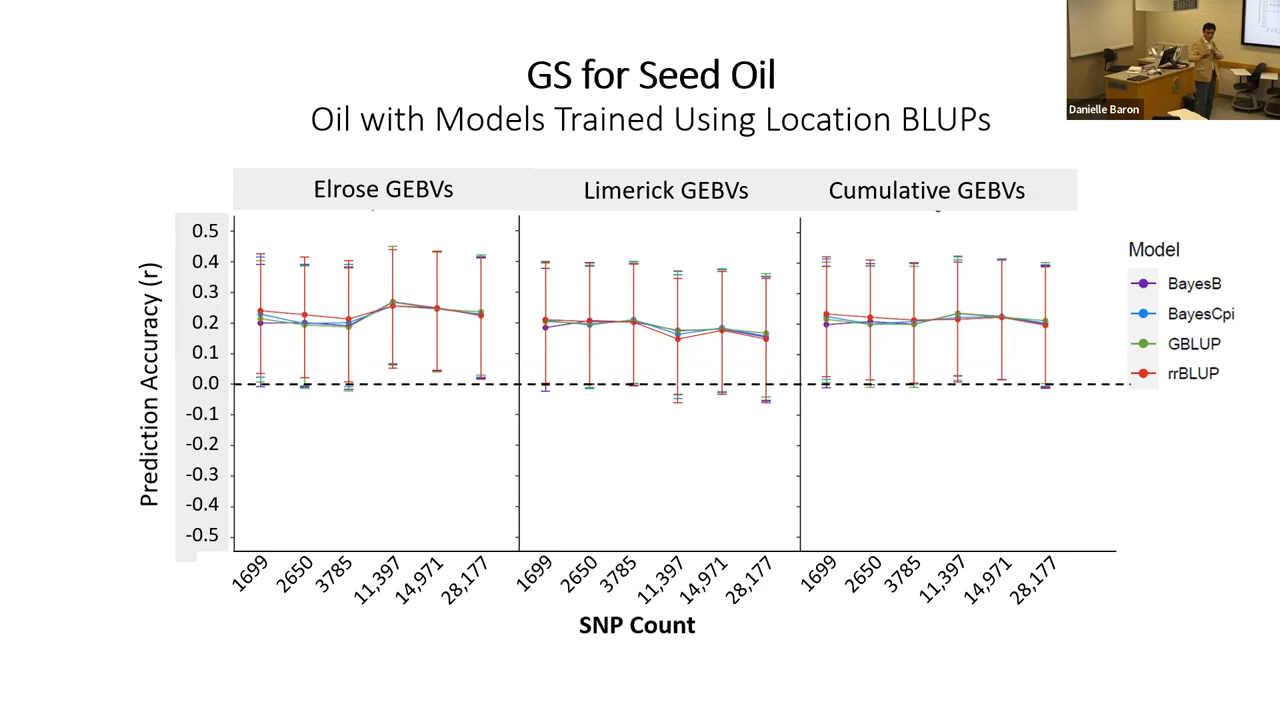 GS for Seed Oil
Oil with Models Trained Using Location BLUPs
Danielle Baron
Elrose GEBVs
Limerick GEBVs
Cumulative GEBVs
Prediction Accuracy (r)
0.5
0.4
0.3
0.2
0.1
0.0
-0.1
-0.2
-0.3
-0.4
-0.5
1699 2650 3785 11,397 14,971 28,177
1699 2650 3785 11,397 14,971 28,177
1699 2650 3785 11,397 14,971 28,177
SNP Count
Model
BayesB
BayesCpi
GBLUP
rrBLUP